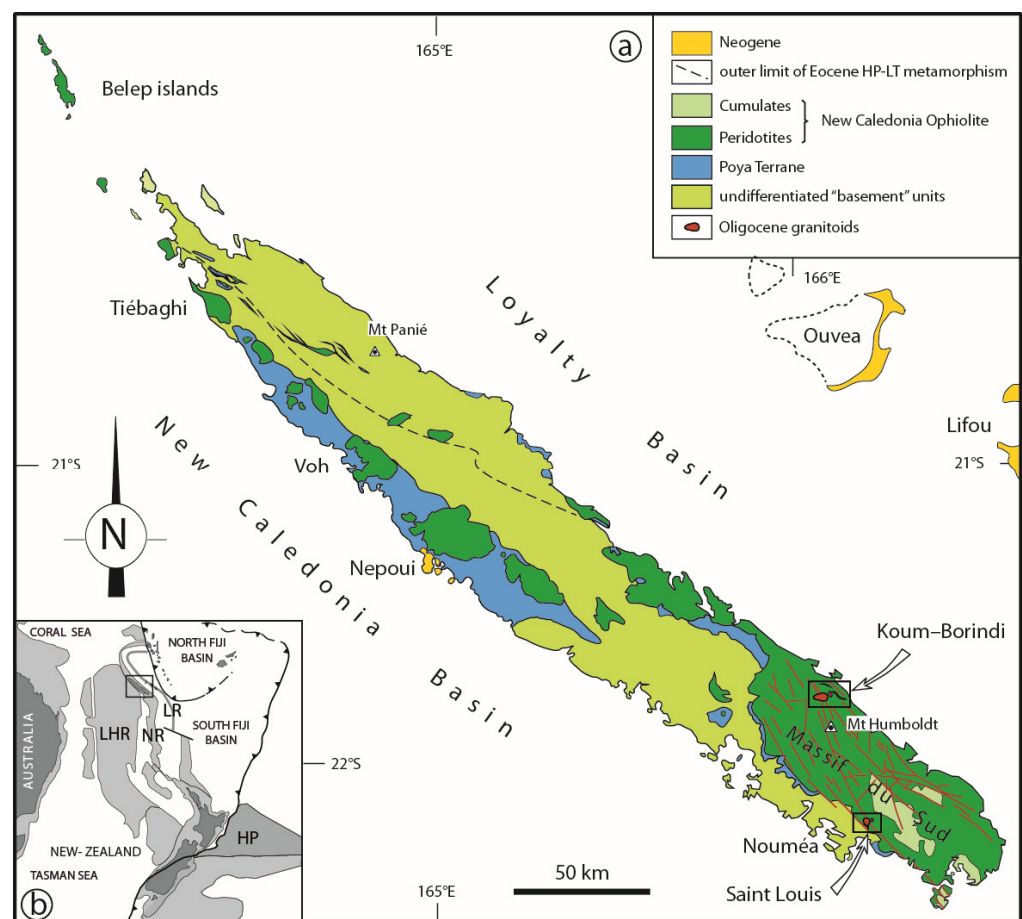 165°E
a
Neogene
outer limit of Eocene HP-LT metamorphism
Cumulates
New Caledonia Ophiolite
Peridotites
Poya Terrane
undifferentiated "basement" units
Oligocene granitoids
Belep islands
166°E
Tiébaghi
Mt Panié
Loyalty Basin
Ouvea
Lifou
21°S
21°S
Voh
New Caledonia Basin
N
Nepoui
Koum–Borindi
Mt Humboldt
Massif du Sud
22°S
Nouméa
Saint Louis
165°E
50 km
CORAL SEA
NORTH FIJI
BASIN
AUSTRALIA
LHR
NR
LR
SOUTH FIJI
BASIN
HP
NEW- ZEALAND
TASMAN SEA
b